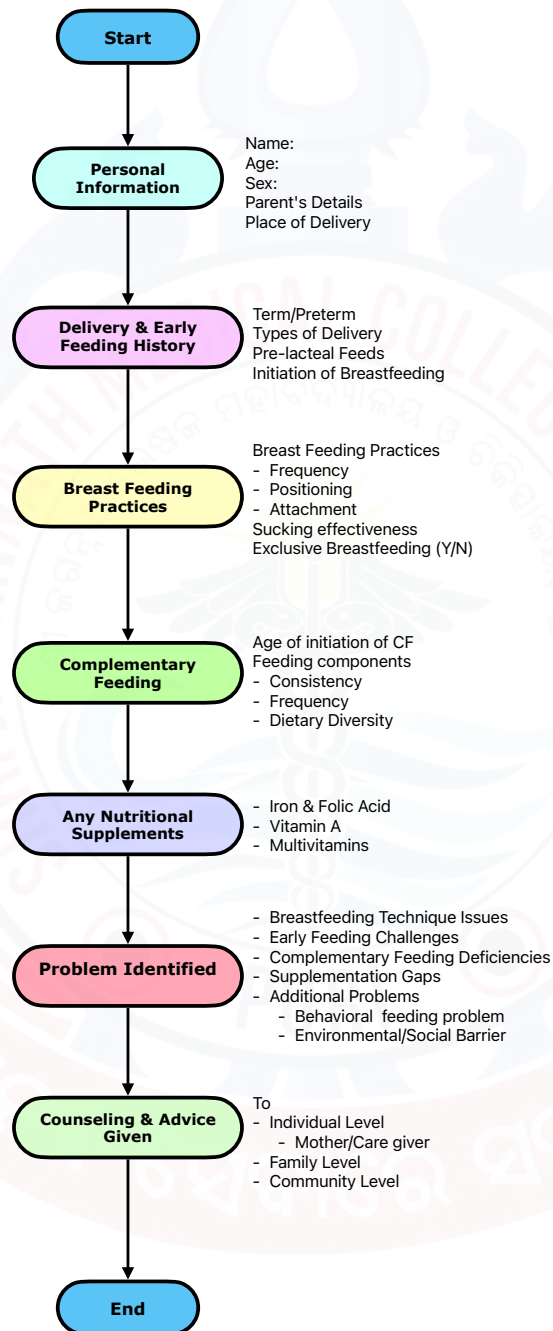 Start
Personal
Information
Name:
Age:
Sex:
Parent's Details
Place of Delivery
Delivery & Early
Feeding History
Term/Preterm
Types of Delivery
Pre-lacteal Feeds
Initiation of Breastfeeding
Breast Feeding
Practices
Breast Feeding Practices
- Frequency
- Positioning
- Attachment
Sucking effectiveness
Exclusive Breastfeeding (Y/N)
Complementary
Feeding
Age of initiation of CF
Feeding components
- Consistency
- Frequency
- Dietary Diversity
Any Nutritional
Supplements
- Iron & Folic Acid
- Vitamin A
- Multivitamins
Problem Identified
- Breastfeeding Technique Issues
- Early Feeding Challenges
- Complementary Feeding Deficiencies
- Supplementation Gaps
- Additional Problems
- Behavioral feeding problem
- Environmental/Social Barrier
Counseling & Advice
Given
To
- Individual Level
- Mother/Care giver
- Family Level
- Community Level
End
MEDICAL COLLEGE